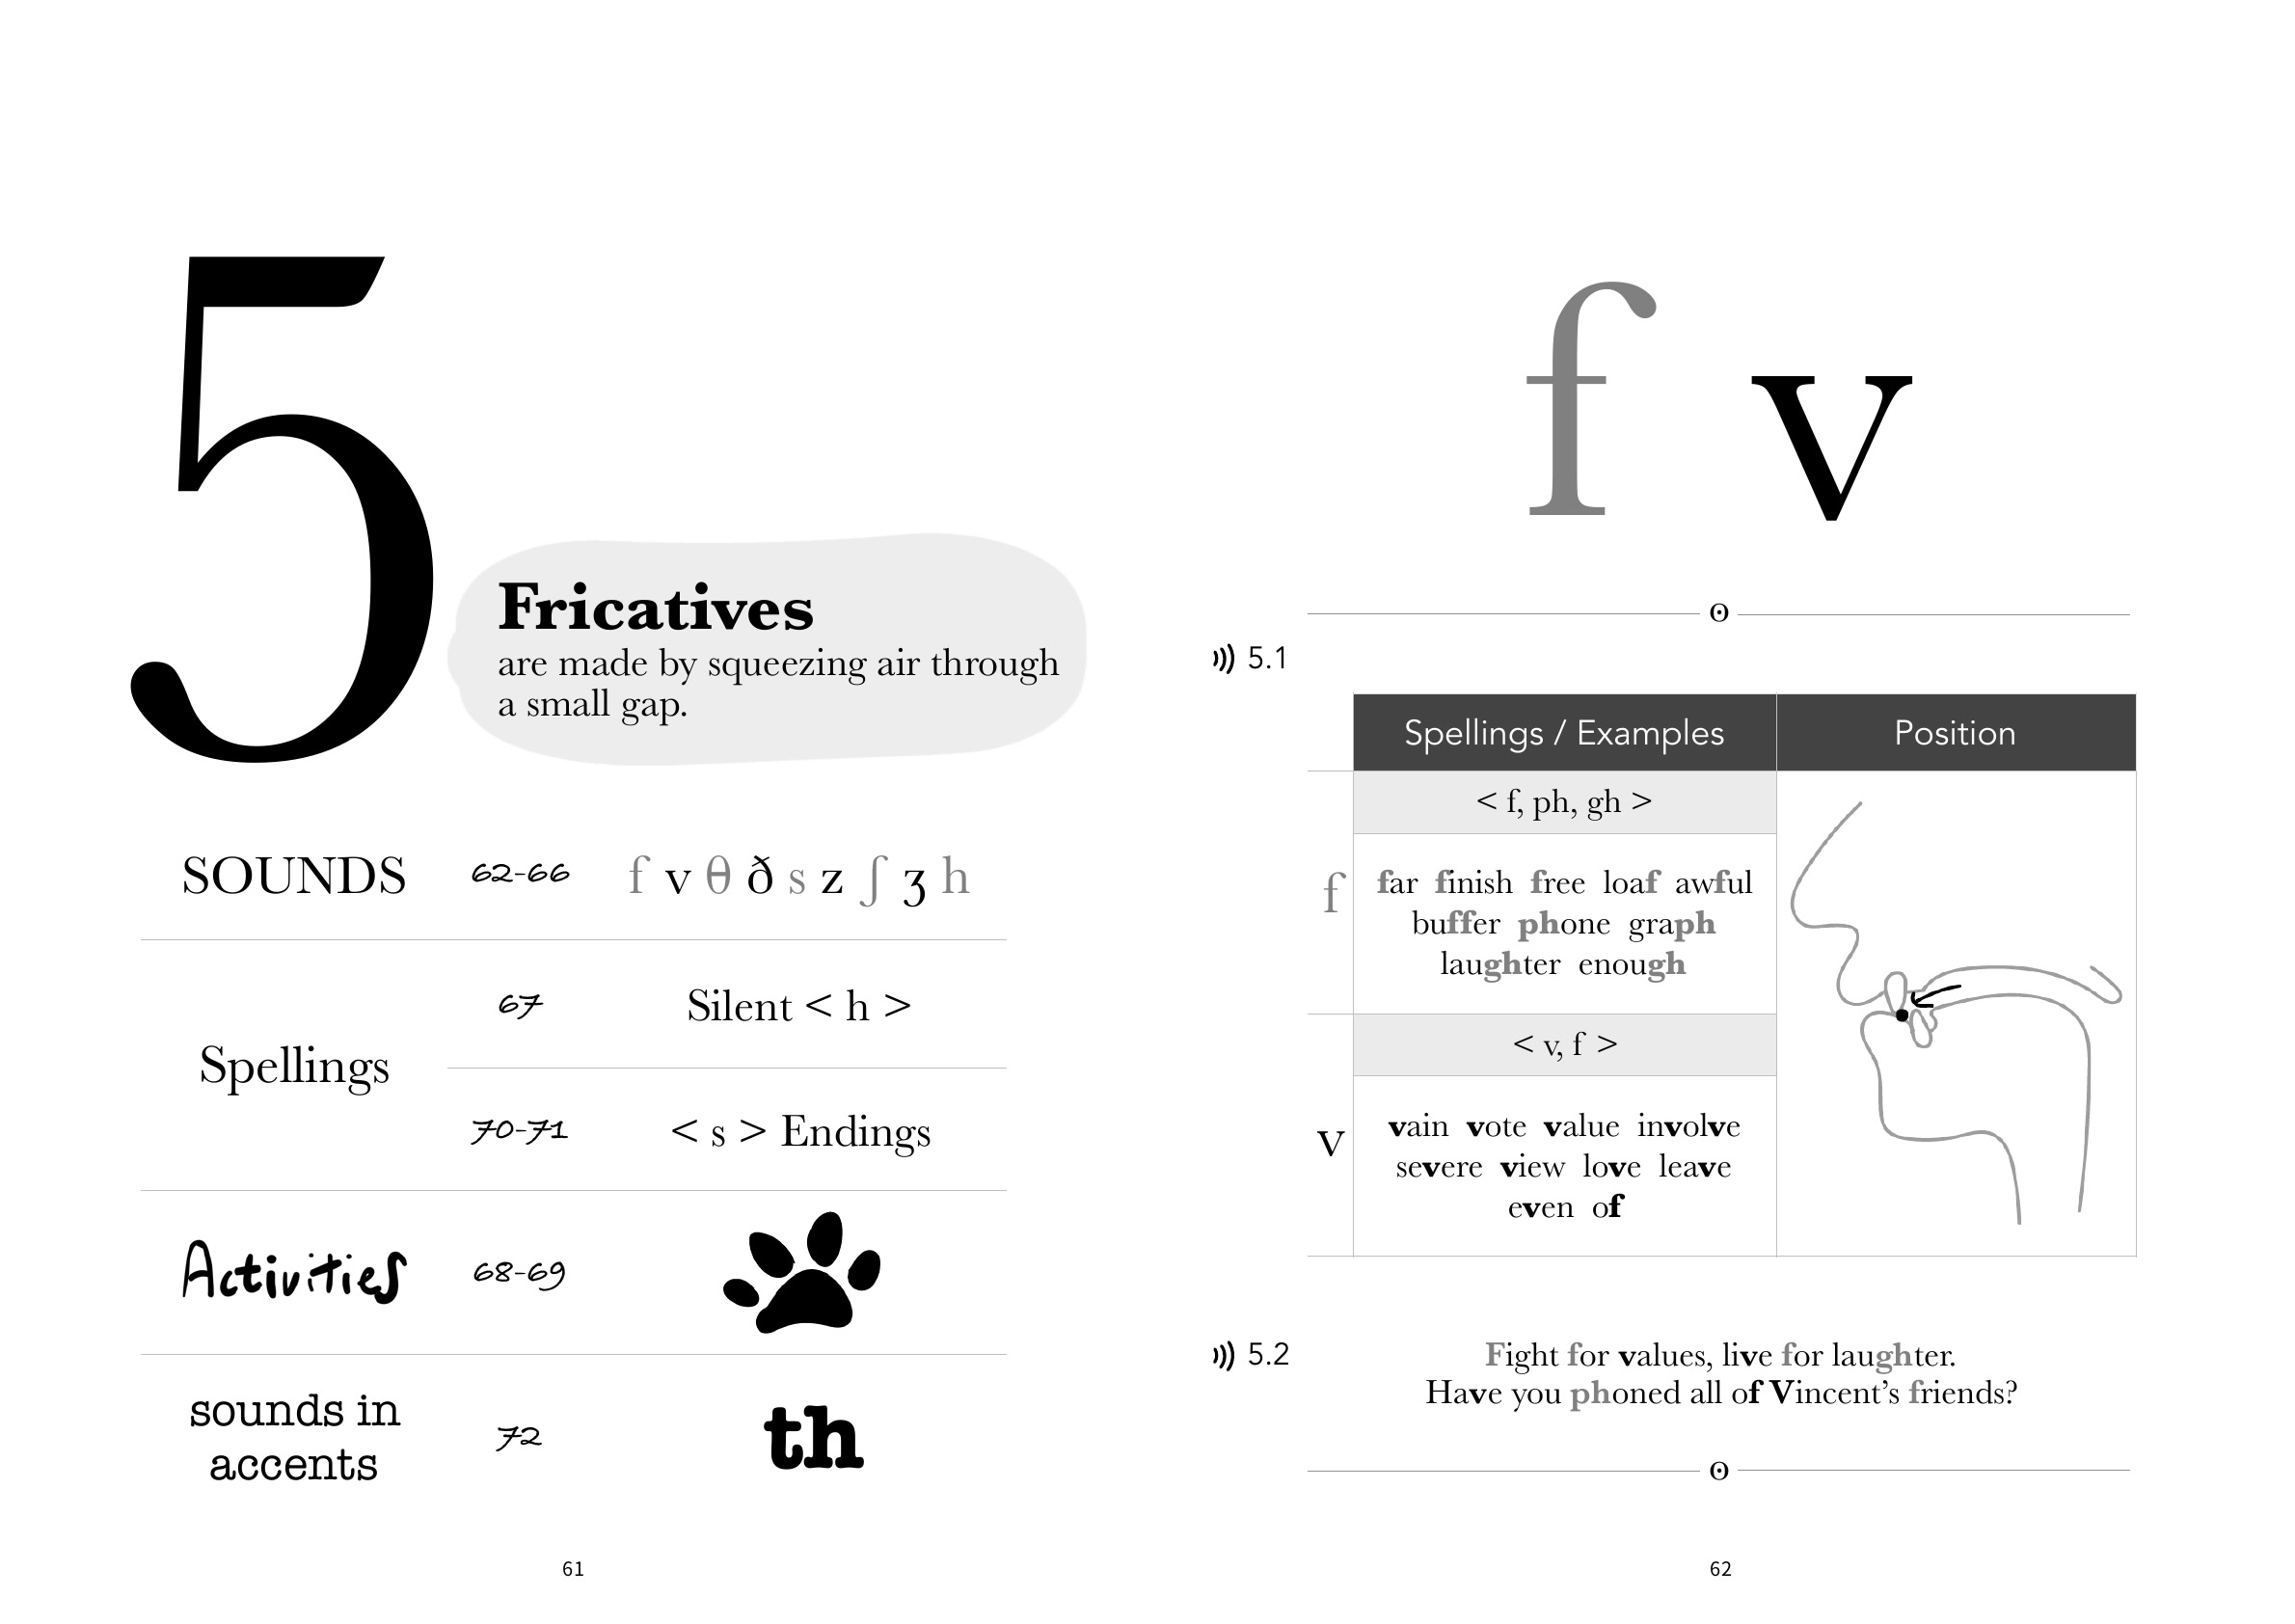 5
Fricatives
are made by squeezing air through
a small gap.
SOUNDS 62-66 f v θ ð s z ʃ ʒ h
Spellings
67 Silent < h >
70-71 < s > Endings
Activities 68-69
sounds in
accents
72 th
61
f v
ʘ
5.1
Spellings / Examples Position
f
< f, ph, gh >
far finish free loaf awful
buffer phone graph
laughter enough
v
< v, f >
vain vote value involve
severe view love leave
even of
5.2
Fight for values, live for laughter.
Have you phoned all of Vincent’s friends?
ʘ
62